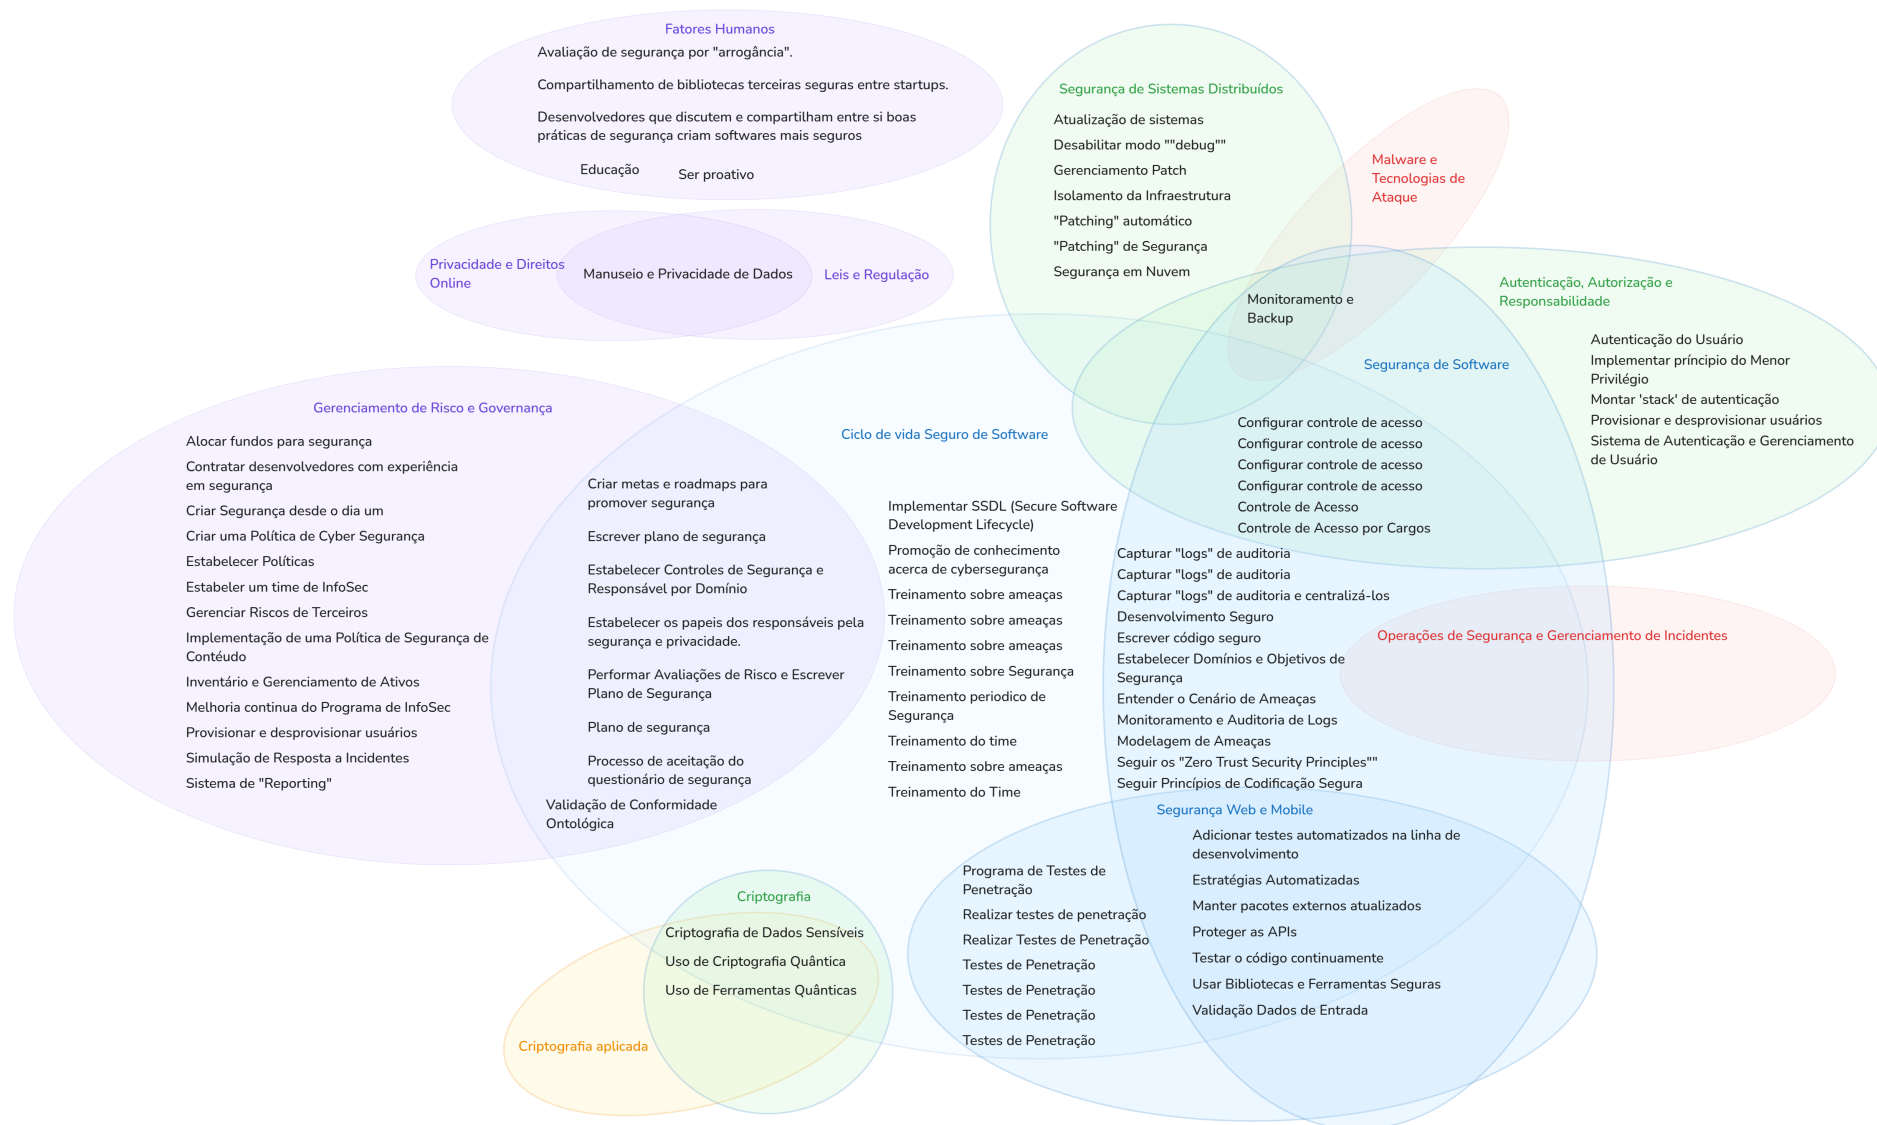 Fatores Humanos
Avaliação de segurança por "arrogância".
Compartilhamento de bibliotecas terceiras seguras entre startups.
Desenvolvedores que discutem e compartilham entre si boas
práticas de segurança criam softwares mais seguros
Educação
Ser proativo
Privacidade e Direitos
Online
Manuseio e Privacidade de Dados
Leis e Regulação
Segurança de Sistemas Distribuídos
Atualização de sistemas
Desabilitar modo ""debug""
Gerenciamento Patch
Isolamento da Infraestrutura
"Patching" automático
"Patching" de Segurança
Segurança em Nuvem
Malware e
Tecnologias de
Ataque
Monitoramento e
Backup
Autenticação, Autorização e
Responsabilidade
Autenticação do Usuário
Implementar príncipio do Menor
Privilégio
Montar 'stack' de autenticação
Provisionar e desprovisionar usuários
Sistema de Autenticação e Gerenciamento
de Usuário
Segurança de Software
Configurar controle de acesso
Configurar controle de acesso
Configurar controle de acesso
Configurar controle de acesso
Controle de Acesso
Controle de Acesso por Cargos
Gerenciamento de Risco e Governança
Alocar fundos para segurança
Contratar desenvolvedores com experiência
em segurança
Criar Segurança desde o dia um
Criar uma Política de Cyber Segurança
Estabelecer Políticas
Estabeler um time de InfoSec
Gerenciar Riscos de Terceiros
Implementação de uma Política de Segurança de
Contéudo
Inventário e Gerenciamento de Ativos
Melhoria continua do Programa de InfoSec
Provisionar e desprovisionar usuários
Simulação de Resposta a Incidentes
Sistema de "Reporting"
Criar metas e roadmaps para
promover segurança
Escrever plano de segurança
Estabelecer Controles de Segurança e
Responsável por Domínio
Estabelecer os papeis dos responsáveis pela
segurança e privacidade.
Performar Avaliações de Risco e Escrever
Plano de Segurança
Plano de segurança
Processo de aceitação do
questionário de segurança
Validação de Conformidade
Ontológica
Ciclo de vida Seguro de Software
Implementar SSDL (Secure Software
Development Lifecycle)
Promoção de conhecimento
acerca de cybersegurança
Treinamento sobre ameaças
Treinamento sobre ameaças
Treinamento sobre ameaças
Treinamento sobre Segurança
Treinamento periodico de
Segurança
Treinamento do time
Treinamento sobre ameaças
Treinamento do Time
Capturar "logs" de auditoria
Capturar "logs" de auditoria
Capturar "logs" de auditoria e centralizá-los
Desenvolvimento Seguro
Escrever código seguro
Estabelecer Domínios e Objetivos de
Segurança
Entender o Cenário de Ameaças
Monitoramento e Auditoria de Logs
Modelagem de Ameaças
Seguir os "Zero Trust Security Principles""
Seguir Princípios de Codificação Segura
Operações de Segurança e Gerenciamento de Incidentes
Segurança Web e Mobile
Adicionar testes automatizados na linha de
desenvolvimento
Estratégias Automatizadas
Manter pacotes externos atualizados
Proteger as APIs
Testar o código continuamente
Usar Bibliotecas e Ferramentas Seguras
Validação Dados de Entrada
Programa de Testes de
Penetração
Realizar testes de penetração
Realizar Testes de Penetração
Testes de Penetração
Testes de Penetração
Testes de Penetração
Testes de Penetração
Criptografia
Criptografia de Dados Sensíveis
Uso de Criptografia Quântica
Uso de Ferramentas Quânticas
Criptografia aplicada